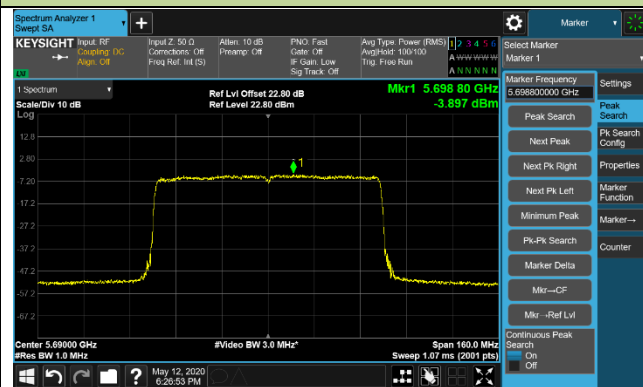 Spectrum Analyzer 1
Swept SA
Marker
KEYSIGHT
Input: RF
Coupling: DC
Align: Off
Input Z: 50 Ω
Corrections: Off
Freq Ref: Int (S)
Atten: 10 dB
Preamp: Off
PNO: Fast
Gate: Off
IF Gain: Low
Sig Track: Off
Avg Type: Power (RMS)
Avg|Hold: 100/100
Trig: Free Run
1 2 3 4 5 6
A W W W W W
A N N N N N
Select Marker
Marker 1
LXI
1 Spectrum
Scale/Div 10 dB
Log
Ref Lvl Offset 22.80 dB
Ref Level 22.80 dBm
Mkr1 5.698 80 GHz
-3.897 dBm
1
12.8
2.80
-7.20
-17.2
-27.2
-37.2
-47.2
-57.2
-67.2
Center 5.69000 GHz
#Res BW 1.0 MHz
#Video BW 3.0 MHz*
Span 160.0 MHz
Sweep 1.07 ms (2001 pts)
Marker Frequency
5.698800000 GHz
Peak Search
Next Peak
Next Pk Right
Next Pk Left
Minimum Peak
Pk-Pk Search
Marker Delta
Mkr→CF
Mkr→Ref Lvl
Continuous Peak
Search
On
Off
Settings
Peak
Search
Pk Search
Config
Properties
Marker
Function
Marker→
Counter
?
May 12, 2020
6:26:53 PM